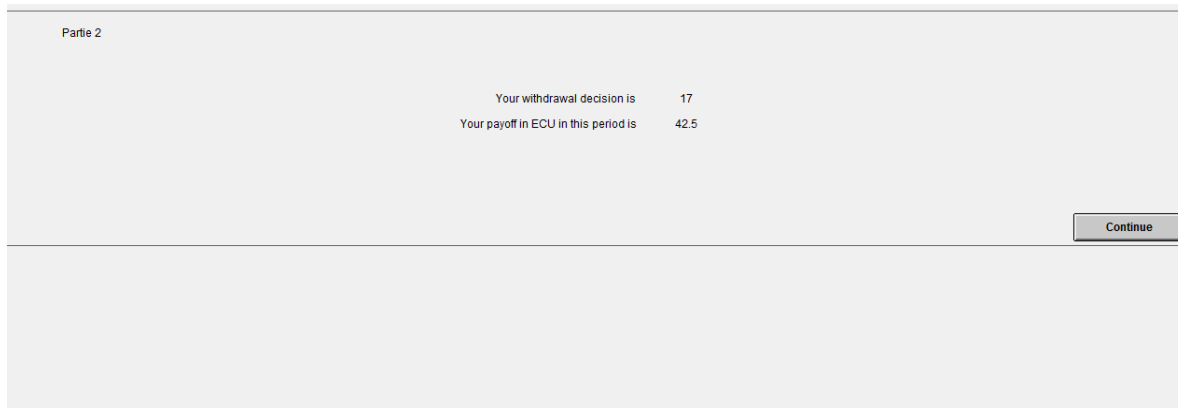 Partie 2
Your withdrawal decision is 17
Your payoff in ECU in this period is 42.5
Continue